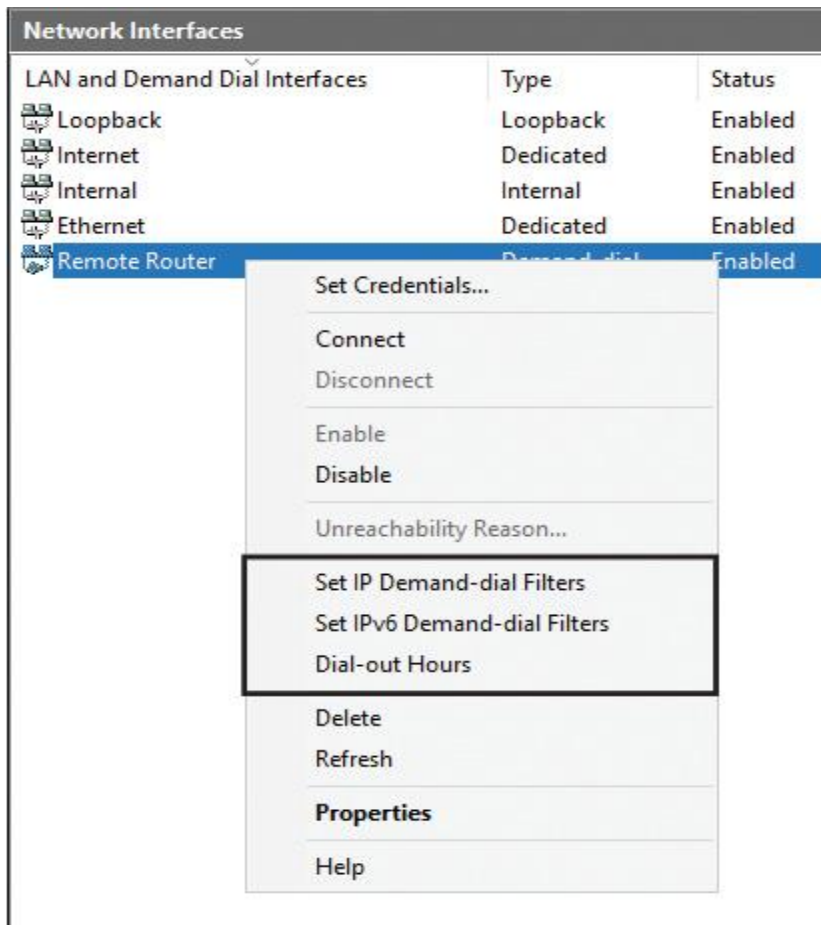 Network Interfaces
LAN and Demand Dial Interfaces Type Status
Loopback Loopback Enabled
Internet Dedicated Enabled
Internal Internal Enabled
Ethernet Dedicated Enabled
Remote Router Demand-dial Enabled
Set Credentials...
Connect
Disconnect
Enable
Disable
Unreachability Reason...
Set IP Demand-dial Filters
Set IPv6 Demand-dial Filters
Dial-out Hours
Delete
Refresh
Properties
Help